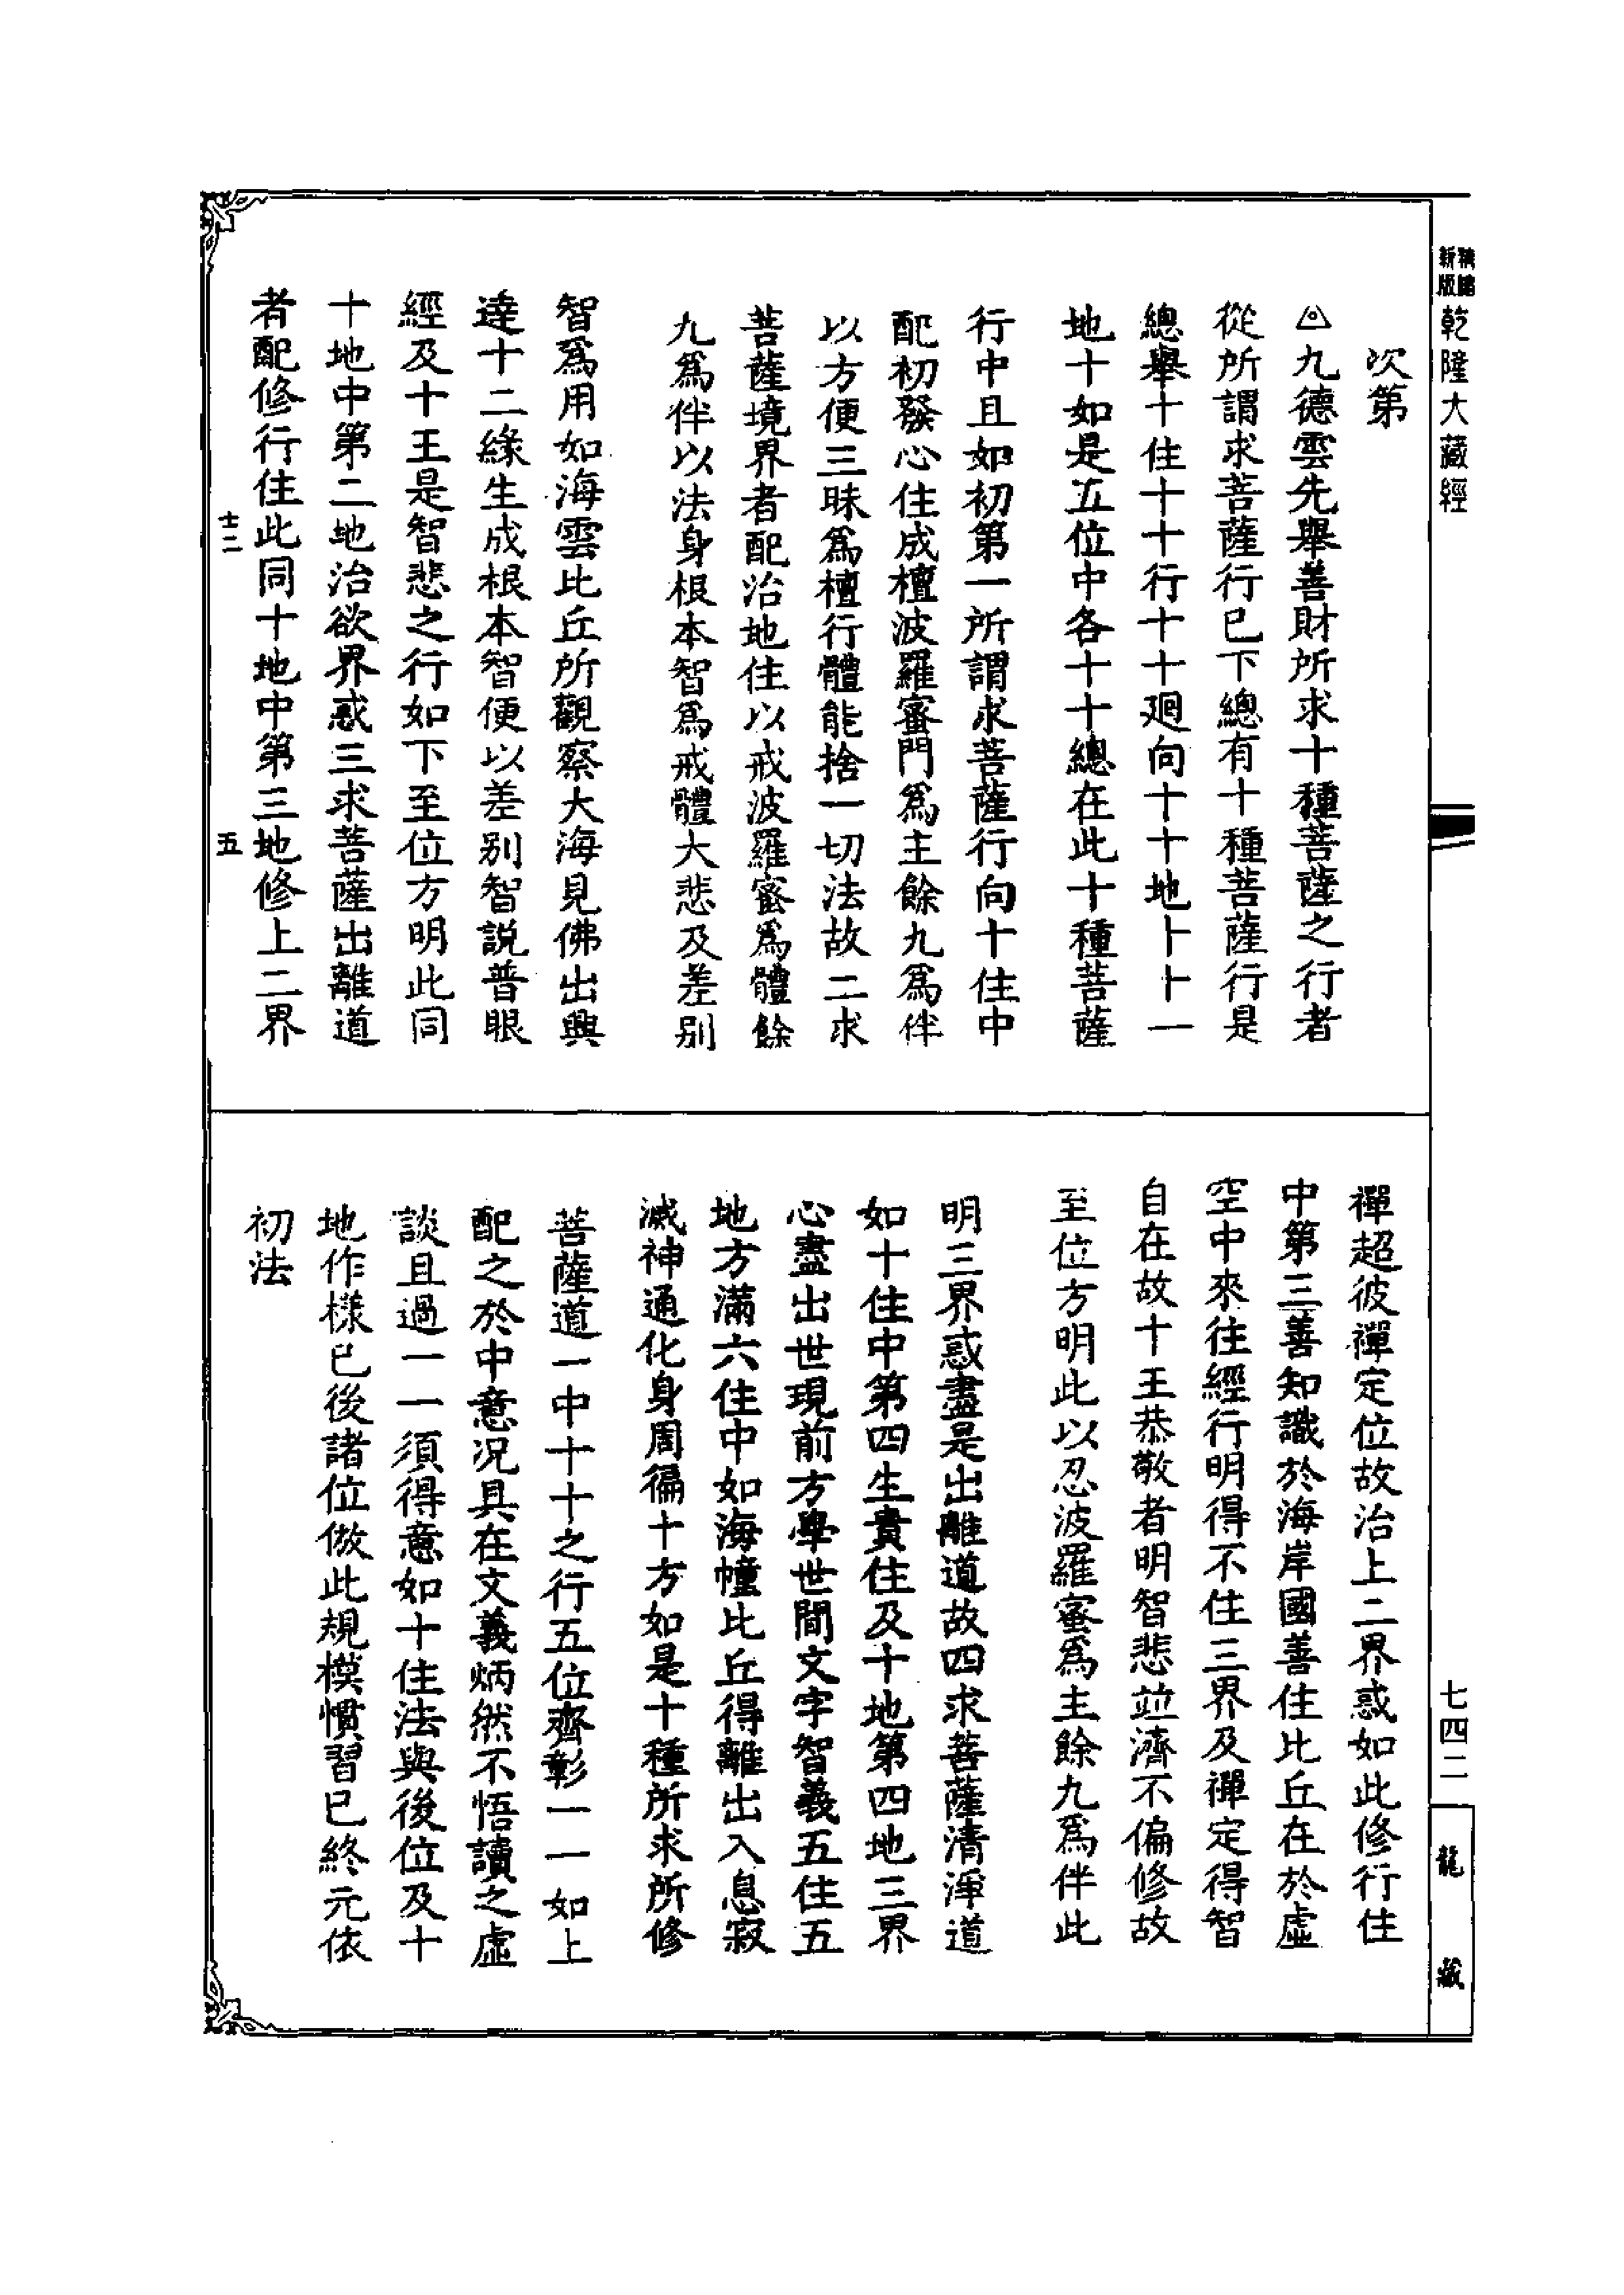 精縮
新版
乾隆大藏經
次第
九德雲先舉善財所求十種菩薩之行者
從所謂求菩薩行已下總有十種菩薩行是
總舉十住十十行十十迴向十十地十十一
地十如是五位中各十十總在此十種菩薩
行中且如初第一所謂求菩薩行向十住中
配初發心住成檀波羅蜜門爲主餘九爲伴
以方便三昧爲檀行體能捨一切法故二求
菩薩境界者配治地住以戒波羅蜜爲體餘
九爲伴以法身根本智爲戒體大悲及差别
智爲用如海雲比丘所觀察大海見佛出興
達十二緣生成根本智便以差别智説普眼
經及十王是智悲之行如下至位方明此同
十地中第二地治欲界惑三求菩薩出離道
者配修行住此同十地中第三地修上二界
十二
五
禪超彼禪定位故治上二界惑如此修行住
中第三善知識於海岸國善住比丘在於虛
空中來往經行明得不住三界及禪定得智
自在故十王恭敬者明智悲並濟不偏修故
至位方明此以忍波羅蜜爲主餘九爲伴此
明三界惑盡是出離道故四求菩薩清淨道
如十住中第四生貴住及十地第四地三界
心盡出世現前方學世間文字智義五住五
地方滿六住中如海幢比丘得離出入息寂
滅神通化身周徧十方如是十種所求所修
菩薩道一中十十之行五位齊彰一一如上
配之於中意况具在文義炳然不悟讀之虛
談且過一一須得意如十住法與後位及十
地作樣已後諸位倣此規模慣習已終元依
初法
七四二
龍藏